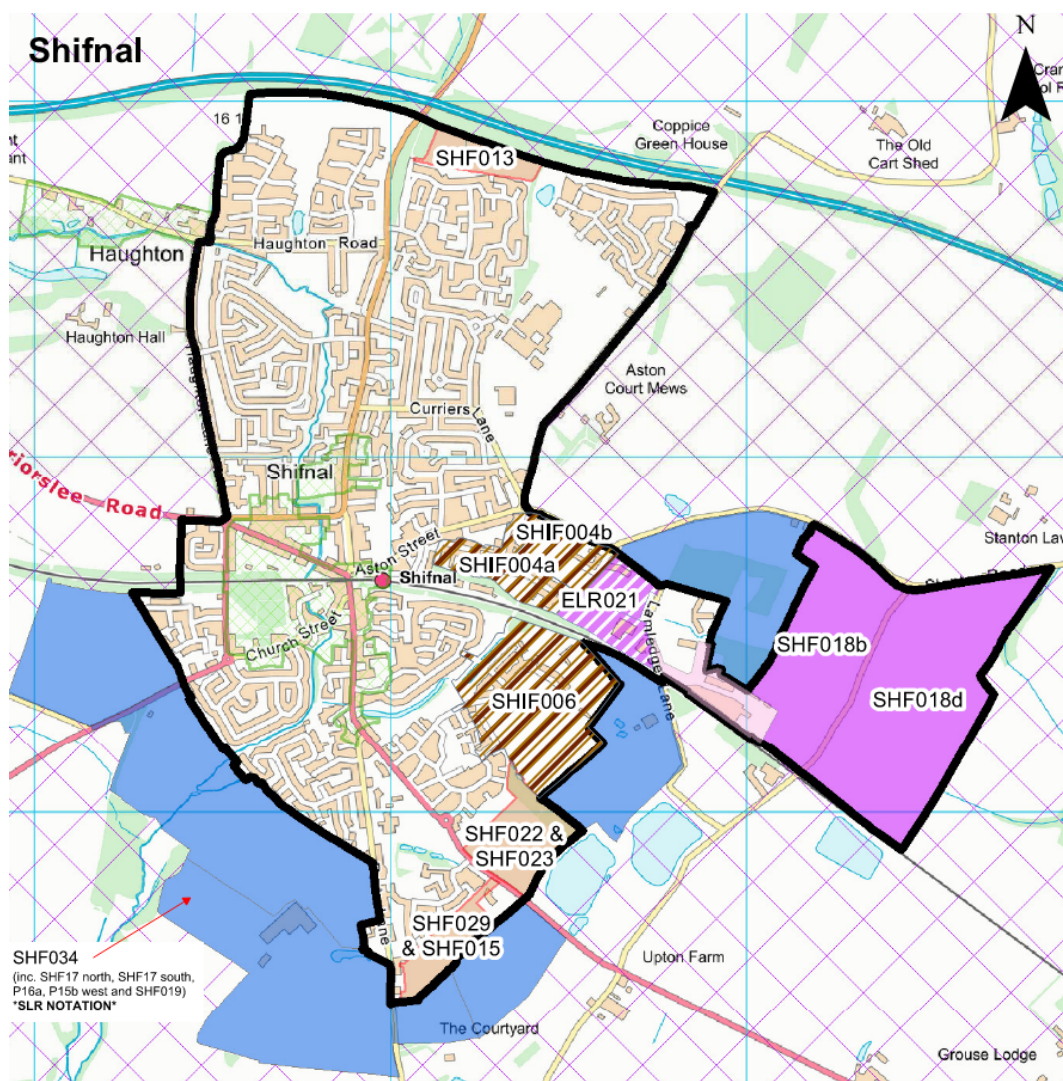 Shifnal
N
16 1
Coppice
Green House
The Old
Cart Shed
SHF013
Haughton Road
Haughton
Haughton Hall
Aston
Court Mews
Curriers Lane
Shifnal
riorslee Road
Aston Street
SHIF004b
SHIF004a
Shifnal
Stanton
ELR021
Lamledge
Lane
Church Street
SHF018b
SHF018d
SHIF006
SHF022 &
SHF023
SHF029
& SHF015
Lane
SHF034
(inc. SHF17 north, SHF17 south,
P16a, P15b west and SHF019)
*SLR NOTATION*
Upton Farm
The Courtyard
Grouse Lodge